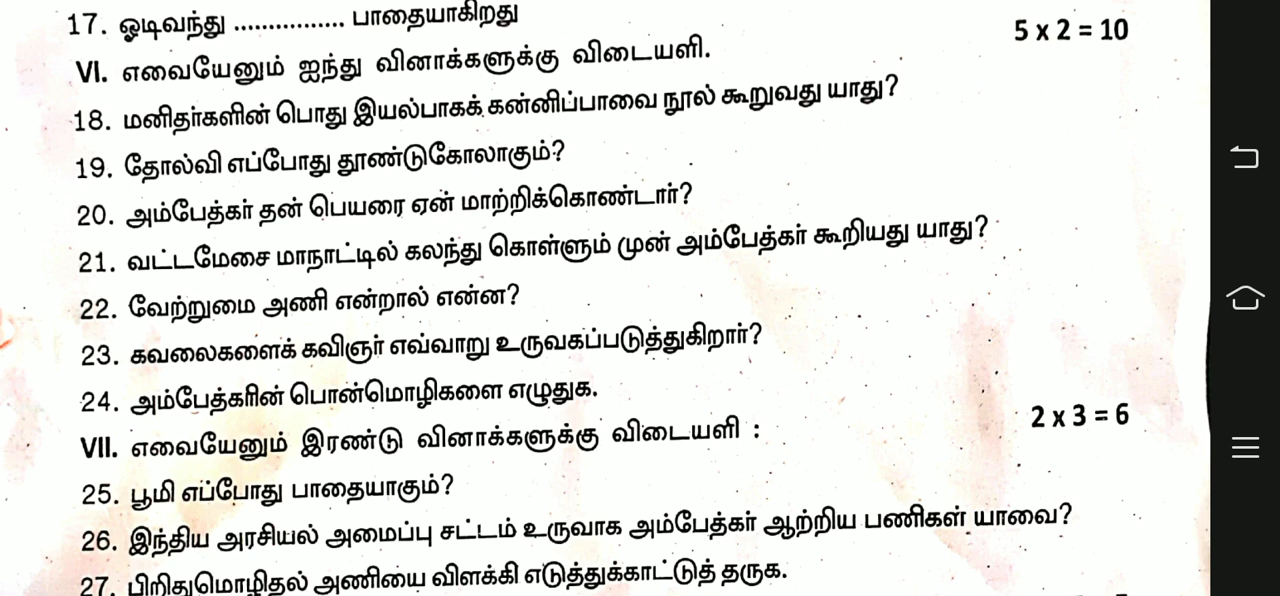 17. ஓடிவந்து ................ பாதையாகிறது
5 x 2 = 10
VI. எவையேனும் ஐந்து வினாக்களுக்கு விடையளி.
18. மனிதர்களின் பொது இயல்பாகக் கன்னிப்பாவை நூல் கூறுவது யாது?
19. தோல்வி எப்போது தூண்டுகோலாகும்?
20. அம்பேத்கர் தன் பெயரை ஏன் மாற்றிக்கொண்டார்?
21. வட்டமேசை மாநாட்டில் கலந்து கொள்ளும் முன் அம்பேத்கர் கூறியது யாது?
22. வேற்றுமை அணி என்றால் என்ன?
23. கவலைகளைக் கவிஞர் எவ்வாறு உருவகப்படுத்துகிறார்?
24. அம்பேத்கரின் பொன்மொழிகளை எழுதுக.
2 x 3 = 6
VII. எவையேனும் இரண்டு வினாக்களுக்கு விடையளி :
25. பூமி எப்போது பாதையாகும்?
26. இந்திய அரசியல் அமைப்பு சட்டம் உருவாக அம்பேத்கர் ஆற்றிய பணிகள் யாவை?
27. பிறிதுமொழிதல் அணியை விளக்கி எடுத்துக்காட்டுத் தருக.